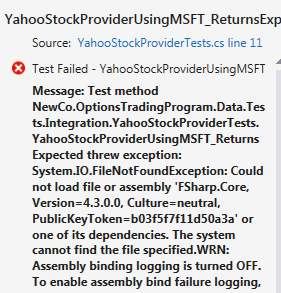 YahooStockProviderUsingMSFT_ReturnsExp
Source: YahooStockProviderTests.cs line 11
Test Failed - YahooStockProviderUsingMSFT
Message: Test method
NewCo.OptionsTradingProgram.Data.Tes
ts.Integration.YahooStockProviderTests.
YahooStockProviderUsingMSFT_Returns
Expected threw exception:
System.IO.FileNotFoundException: Could
not load file or assembly 'FSharp.Core,
Version=4.3.0.0, Culture=neutral,
PublicKeyToken=b03f5f7f11d50a3a' or
one of its dependencies. The system
cannot find the file specified.WRN:
Assembly binding logging is turned OFF.
To enable assembly bind failure logging,